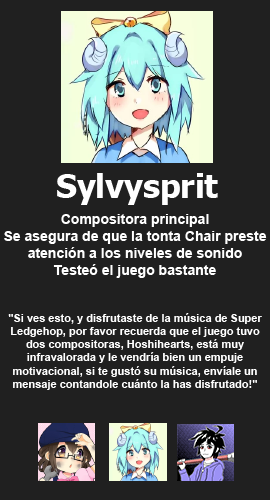 Sylvysprit
Compositora principal
Se asegura de que la tonta Chair preste
atención a los niveles de sonido
Testeó el juego bastante
"Si ves esto, y disfrutaste de la música de Super
Ledgehop, por favor recuerda que el juego tuvo
dos compositoras, Hoshihearts, está muy
infravalorada y le vendría bien un empuje
motivacional, si te gustó su música, envíale un
mensaje contandole cuánto la has disfrutado!"